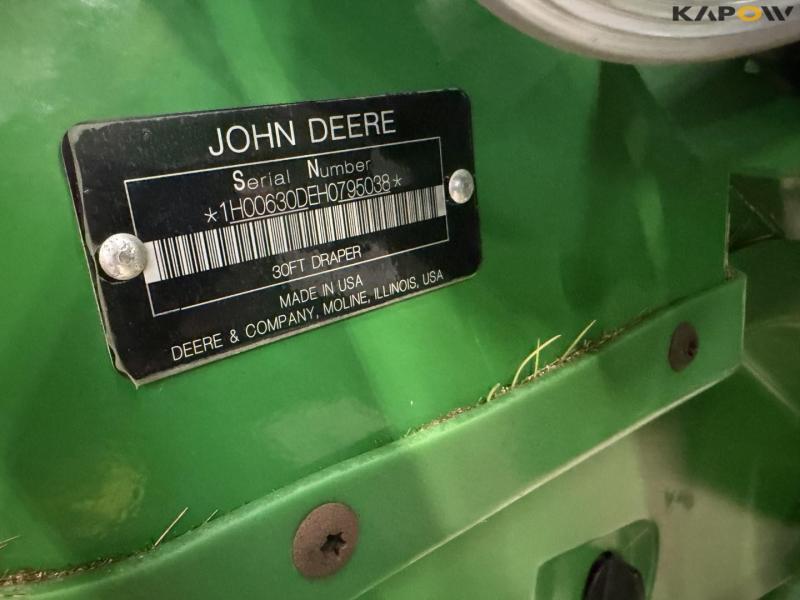 KAPOW
JOHN DEERE
Serial Number
*1H00630DEH0795038*
30FT DRAPER
MADE IN USA
DEERE & COMPANY, MOLINE, ILLINOIS, USA